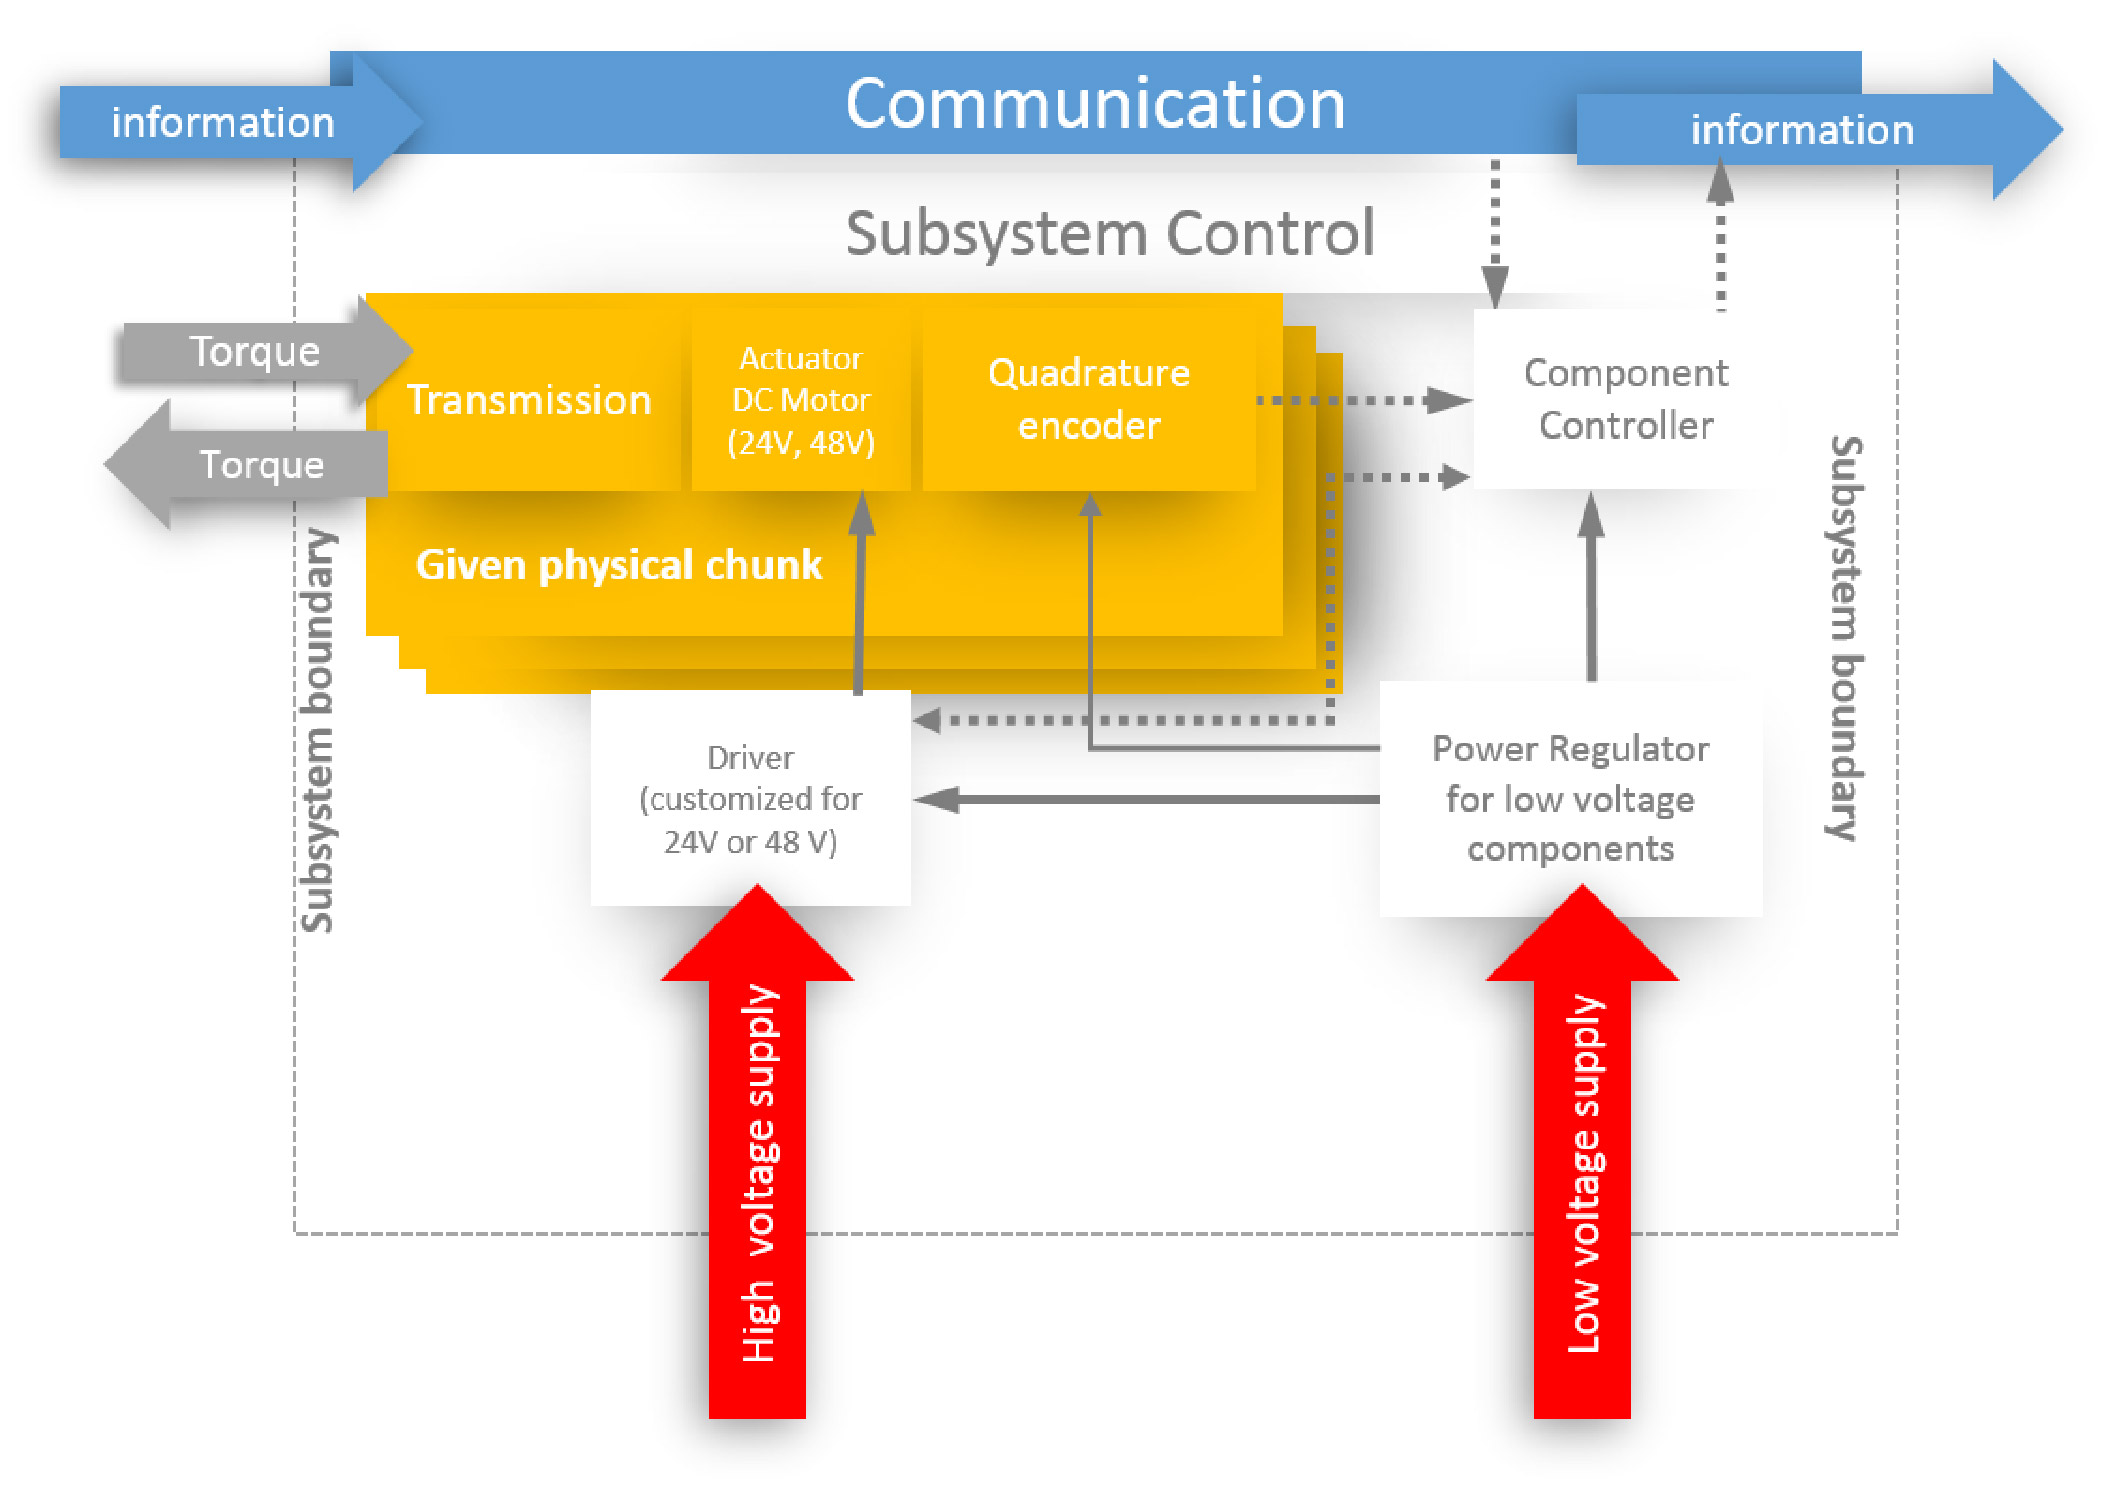 Communication
information
information
Subsystem Control
Torque
Torque
Transmission
Actuator
DC Motor
(24V, 48V)
Quadrature
encoder
Component
Controller
Given physical chunk
Subsystem boundary
Subsystem boundary
Driver
(customized for
24V or 48 V)
Power Regulator
for low voltage
components
High voltage supply
Low voltage supply